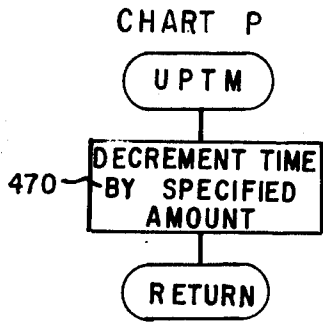 CHART P
UPTM
DECREMENT TIME
470 BY SPECIFIED
AMOUNT
RETURN